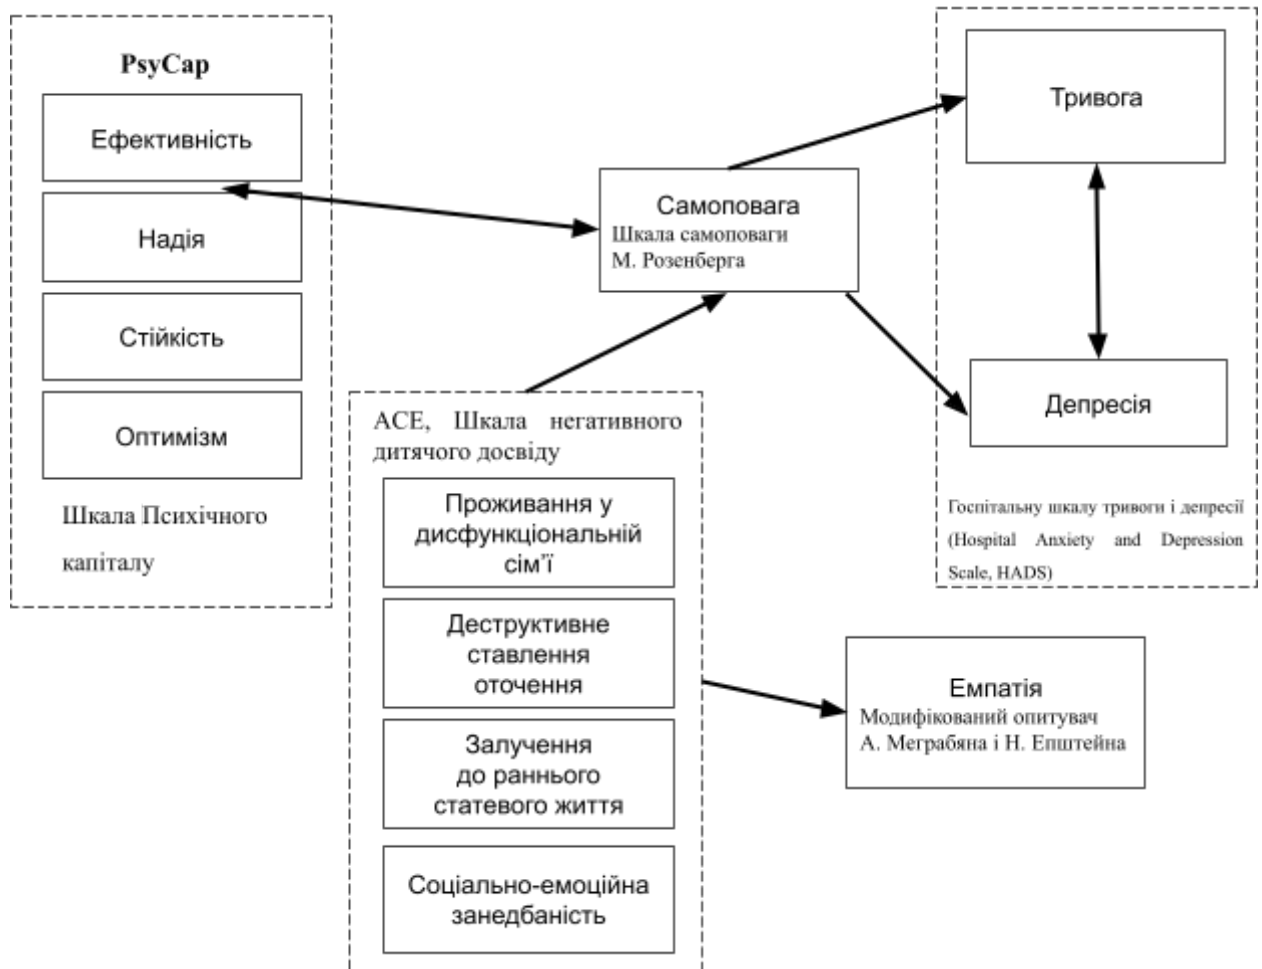 PsyCap
Ефективність
Надія
Стійкість
Оптимізм
Шкала Психічного
капіталу
Самоповага
Шкала самоповаги
М. Розенберга
Тривога
Депресія
Госпітальну шкалу тривоги і депресії
(Hospital Anxiety and Depression
Scale, HADS)
ACE, Шкала негативного
дитячого досвіду
Проживання у
дисфункціональній
сім’ї
Деструктивне
ставлення
оточення
Залучення
до раннього
статевого життя
Соціально-емоційна
занедбаність
Емпатія
Модифікований опитувач
А. Меграбяна і Н. Епштейна